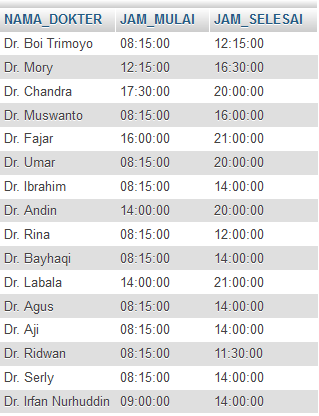 NAMA_DOKTER JAM_MULAI JAM_SELESAI
Dr. Boi Trimoyo 08:15:00 12:15:00
Dr. Mory 12:15:00 16:30:00
Dr. Chandra 17:30:00 20:00:00
Dr. Muswanto 08:15:00 16:00:00
Dr. Fajar 16:00:00 21:00:00
Dr. Umar 08:15:00 20:00:00
Dr. Ibrahim 08:15:00 14:00:00
Dr. Andin 14:00:00 20:00:00
Dr. Rina 08:15:00 12:00:00
Dr. Bayhaqi 08:15:00 14:00:00
Dr. Labala 14:00:00 21:00:00
Dr. Agus 08:15:00 14:00:00
Dr. Aji 08:15:00 14:00:00
Dr. Ridwan 08:15:00 11:30:00
Dr. Serly 08:15:00 14:00:00
Dr. Irfan Nurhuddin 09:00:00 14:00:00